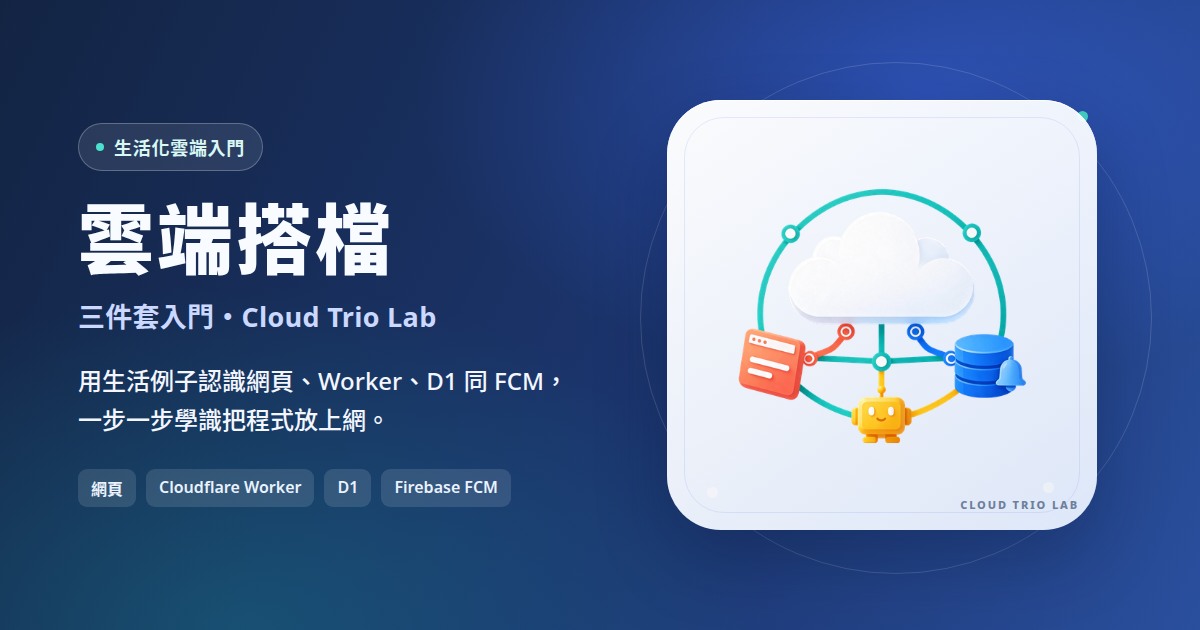 生活化雲端入門
雲端搭檔
三件套入門・Cloud Trio Lab
用生活例子認識網頁、Worker、D1 同 FCM，
一步一步學識把程式放上網。
網頁
Cloudflare Worker
D1
Firebase FCM
CLOUD TRIO LAB